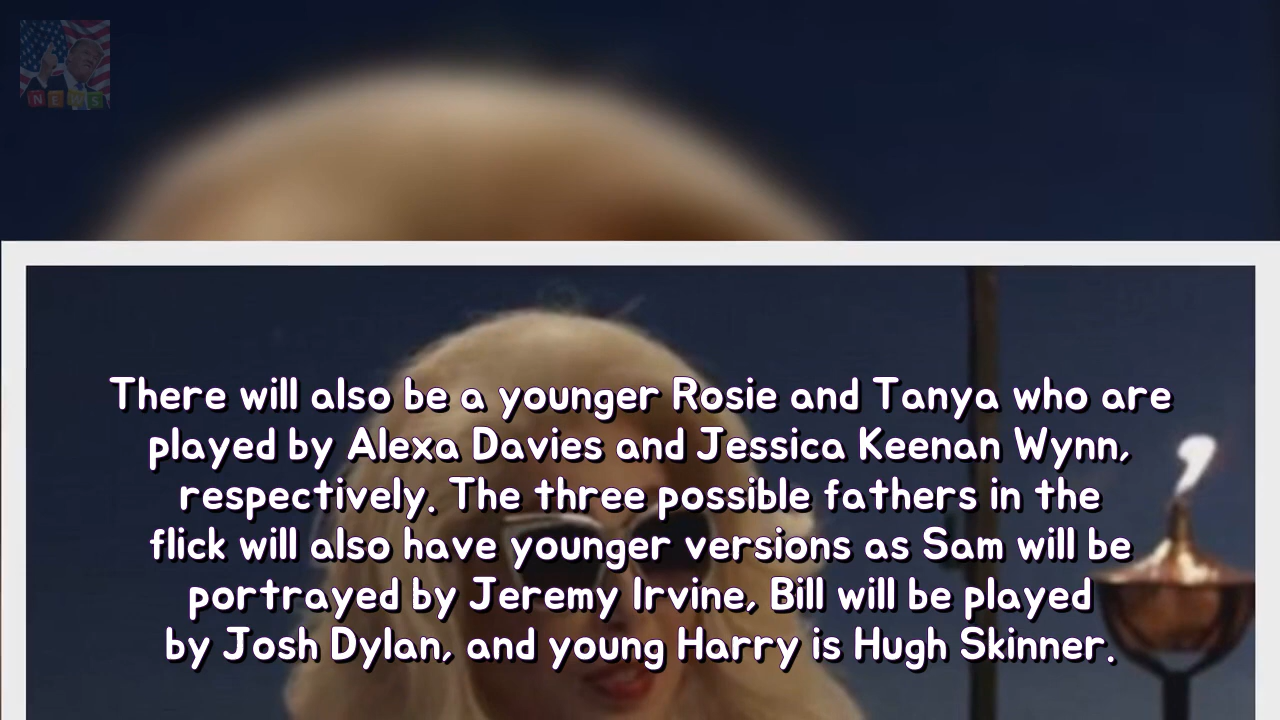 NEWS
There will also be a younger Rosie and Tanya who are
played by Alexa Davies and Jessica Keenan Wynn,
respectively. The three possible fathers in the
flick will also have younger versions as Sam will be
portrayed by Jeremy Irvine, Bill will be played
by Josh Dylan, and young Harry is Hugh Skinner.